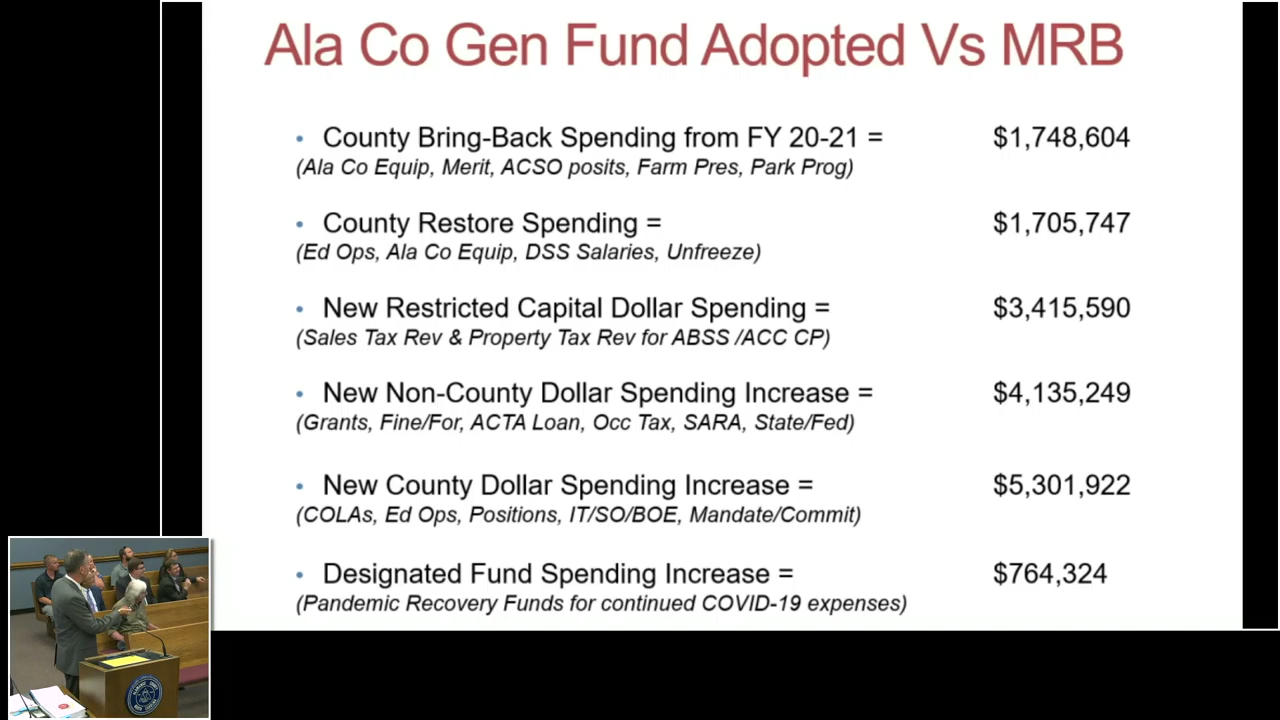 Ala Co Gen Fund Adopted Vs MRB
• County Bring-Back Spending from FY 20-21 = $1,748,604
(Ala Co Equip, Merit, ACSO posits, Farm Pres, Park Prog)
• County Restore Spending = $1,705,747
(Ed Ops, Ala Co Equip, DSS Salaries, Unfreeze)
• New Restricted Capital Dollar Spending = $3,415,590
(Sales Tax Rev & Property Tax Rev for ABSS /ACC CP)
• New Non-County Dollar Spending Increase = $4,135,249
(Grants, Fine/For, ACTA Loan, Occ Tax, SARA, State/Fed)
• New County Dollar Spending Increase = $5,301,922
(COLAs, Ed Ops, Positions, IT/SO/BOE, Mandate/Commit)
• Designated Fund Spending Increase = $764,324
(Pandemic Recovery Funds for continued COVID-19 expenses)